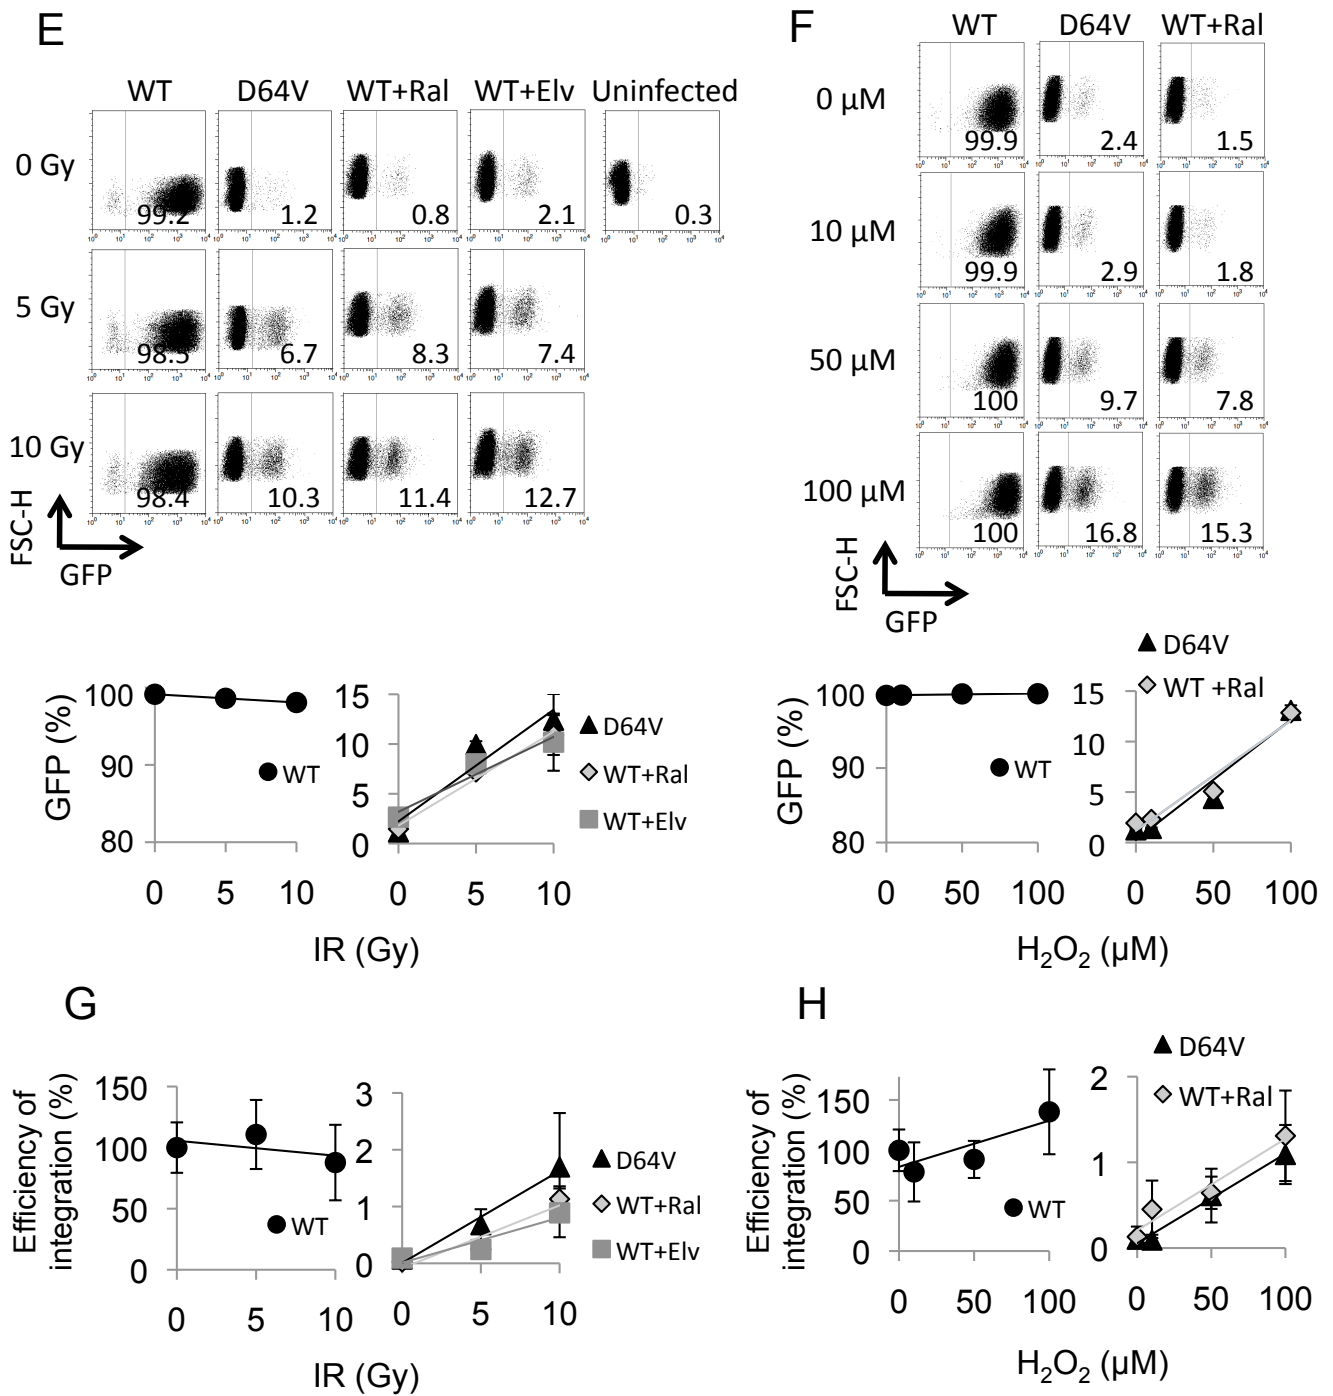 E
WT D64V WT+Ral WT+Elv Uninfected
0 Gy
99.2 1.2 0.8 2.1 0.3
5 Gy
98.5 6.7 8.3 7.4
10 Gy
98.4 10.3 11.4 12.7
FSC-H
GFP
F
WT D64V WT+Ral
0 µM
99.9 2.4 1.5
10 µM
99.9 2.9 1.8
50 µM
100 9.7 7.8
100 µM
100 16.8 15.3
FSC-H
GFP
GFP (%)
100
90
80
0 5 10
WT
15
10
5
0
0 5 10
D64V
WT+Ral
WT+Elv
IR (Gy)
GFP (%)
100
90
80
0 50 100
WT
D64V
WT +Ral
15
10
5
0
0 50 100
H₂O₂ (µM)
G
Efficiency of
integration (%)
150
100
50
0
0 5 10
WT
3
2
1
0
0 5 10
D64V
WT+Ral
WT+Elv
IR (Gy)
H
Efficiency of
integration (%)
150
100
50
0
0 50 100
WT
D64V
WT+Ral
2
1
0
0 50 100
H₂O₂ (µM)